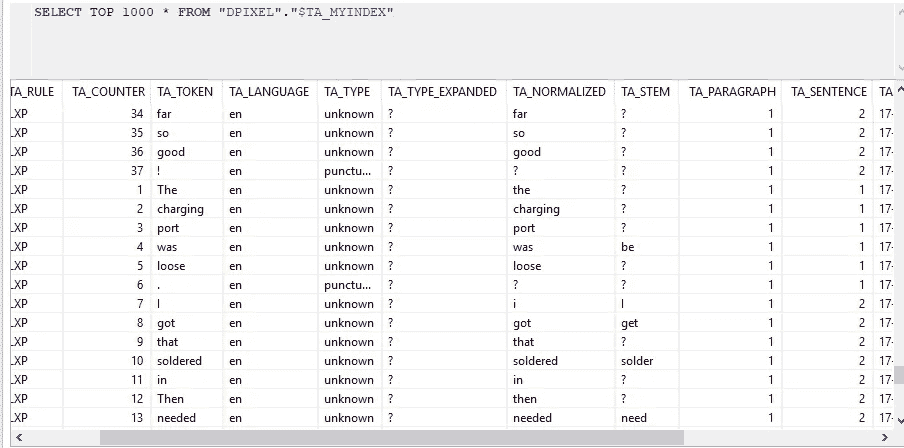 SELECT TOP 1000 * FROM "DPIXEL"."$TA_MYINDEX"
TA_RULE TA_COUNTER TA_TOKEN TA_LANGUAGE TA_TYPE TA_TYPE_EXPANDED TA_NORMALIZED TA_STEM TA_PARAGRAPH TA_SENTENCE TA
_XP 34 far en unknown ? far ? 1 2 17-
_XP 35 so en unknown ? so ? 1 2 17-
_XP 36 good en unknown ? good ? 1 2 17-
_XP 37 ! en punctu... ? ? ? 1 2 17-
_XP 1 The en unknown ? the ? 1 1 17-
_XP 2 charging en unknown ? charging ? 1 1 17-
_XP 3 port en unknown ? port ? 1 1 17-
_XP 4 was en unknown ? was be 1 1 17-
_XP 5 loose en unknown ? loose ? 1 1 17-
_XP 6 . en punctu... ? ? ? 1 1 17-
_XP 7 I en unknown ? i I 1 2 17-
_XP 8 got en unknown ? got get 1 2 17-
_XP 9 that en unknown ? that ? 1 2 17-
_XP 10 soldered en unknown ? soldered solder 1 2 17-
_XP 11 in en unknown ? in ? 1 2 17-
_XP 12 Then en unknown ? then ? 1 2 17-
_XP 13 needed en unknown ? needed need 1 2 17-